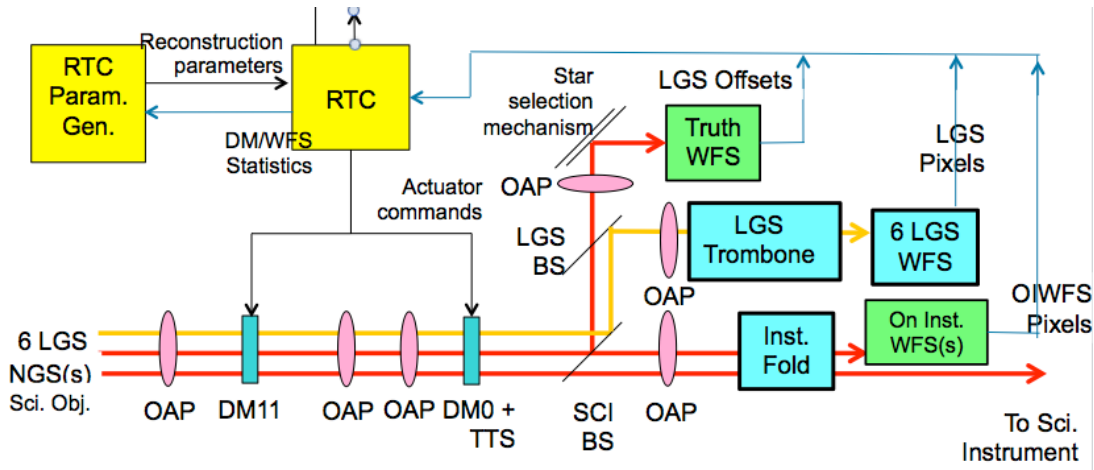 Reconstruction
parameters
RTC
Param.
Gen.
RTC
DM/WFS
Statistics
Star
selection
mechanism
LGS Offsets
Truth
WFS
LGS
Pixels
OAP
Actuator
commands
LGS
BS
LGS
Trombone
6 LGS
WFS
OAP
OIWFS
Pixels
On Inst.
WFS(s)
Inst.
Fold
6 LGS
NGS(s)
Sci. Obj.
OAP
DM11
OAP
OAP
DM0 +
TTS
SCI
BS
OAP
To Sci.
Instrument